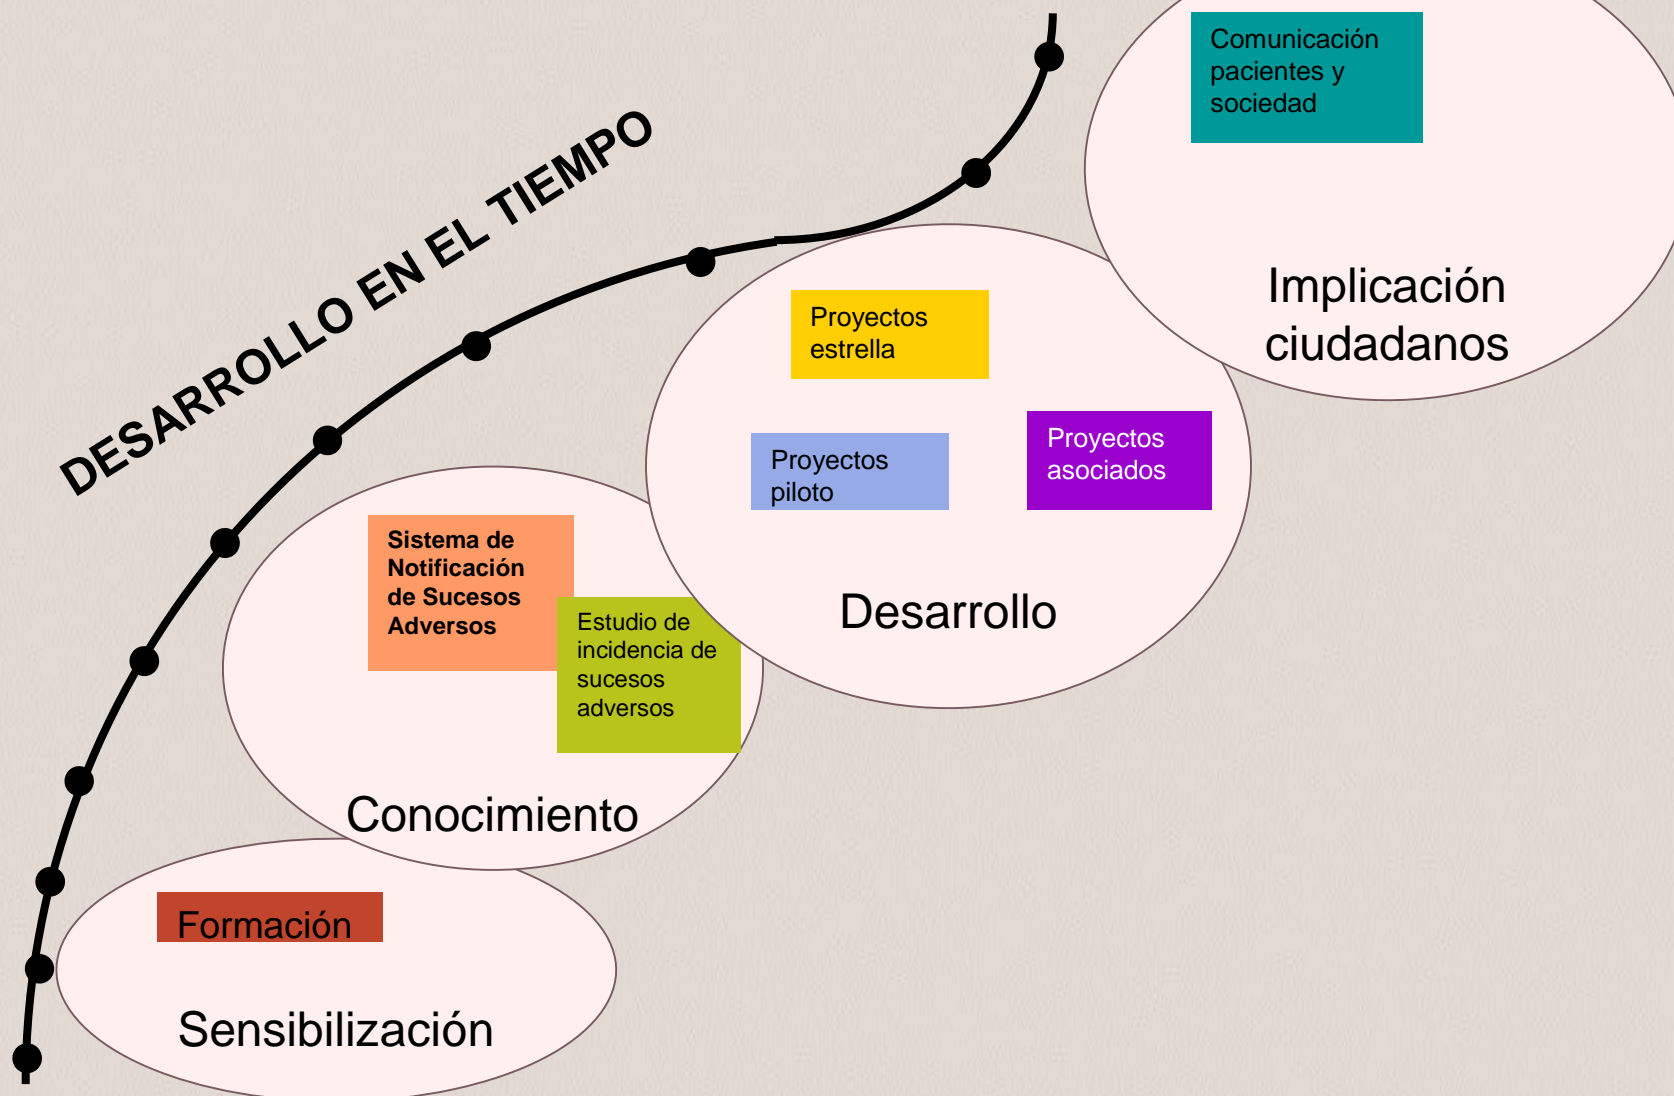 Comunicación
pacientes y
sociedad
Implicación
ciudadanos
DESARROLLO EN EL TIEMPO
Proyectos
estrella
Proyectos
piloto
Proyectos
asociados
Desarrollo
Sistema de
Notificación
de Sucesos
Adversos
Estudio de
incidencia de
sucesos
adversos
Conocimiento
Formación
Sensibilización